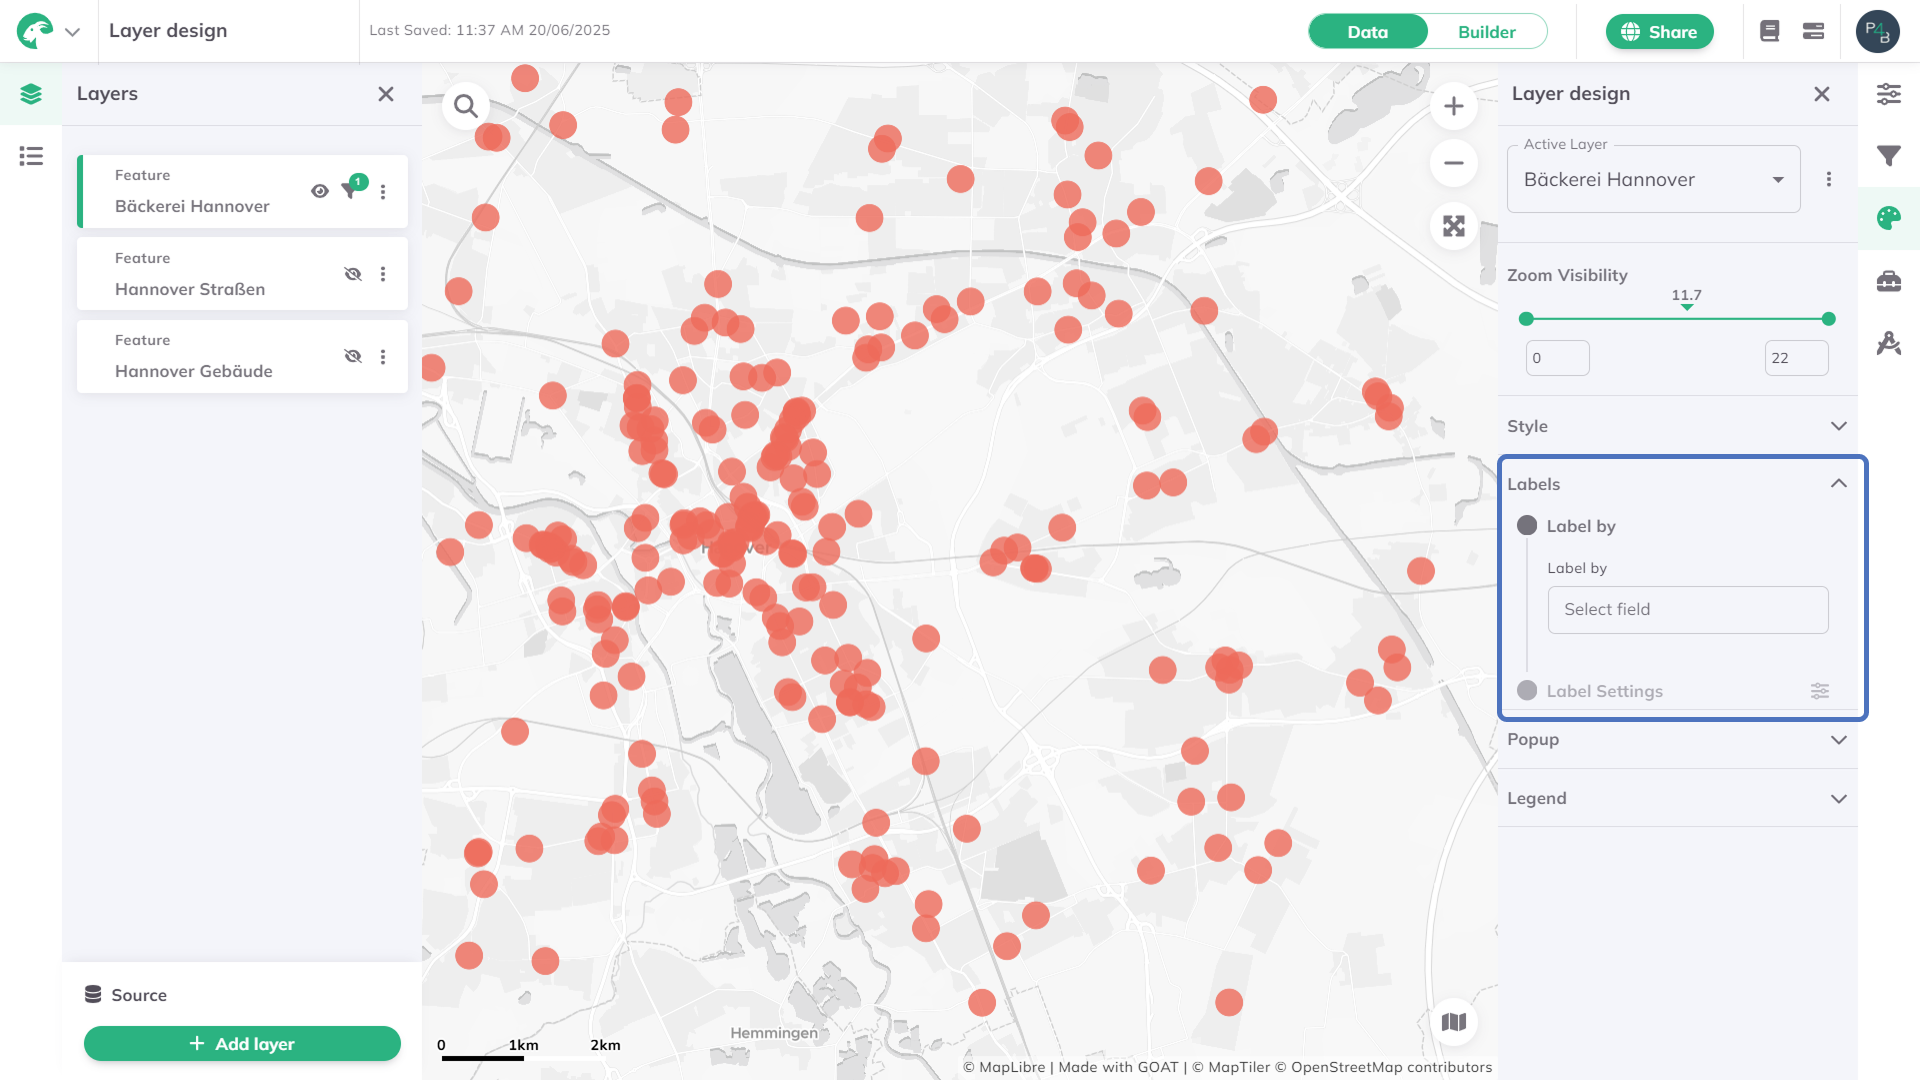 Layer design
Last Saved: 11:37 AM 20/06/2025
Data
Builder
Share
P4B
Layers
Feature
Bäckerei Hannover
1
Feature
Hannover Straßen
Feature
Hannover Gebäude
Source
Add layer
Hemmingen
0 1km 2km
© MapLibre | Made with GOAT | © MapTiler © OpenStreetMap contributors
Layer design
Active Layer
Bäckerei Hannover
Zoom Visibility
11.7
0
22
Style
Labels
Label by
Label by
Select field
Label Settings
Popup
Legend